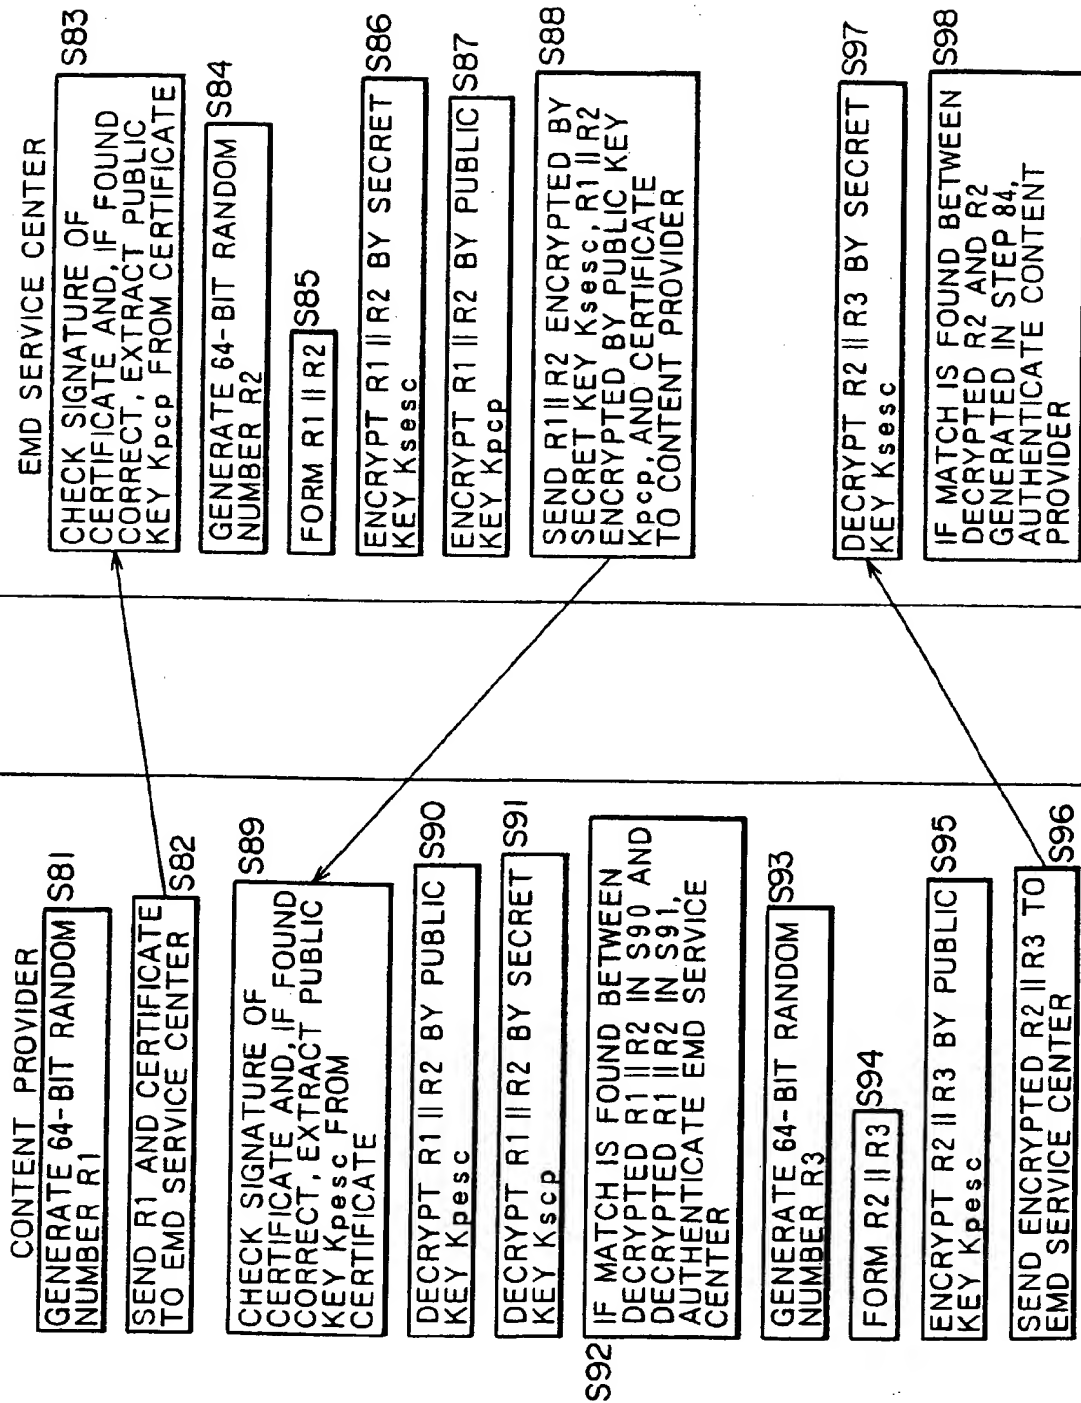 CONTENT PROVIDER
GENERATE 64-BIT RANDOM
NUMBER R1
S81
SEND R1 AND CERTIFICATE
TO EMD SERVICE CENTER
S82
CHECK SIGNATURE OF
CERTIFICATE AND, IF FOUND
CORRECT, EXTRACT PUBLIC
KEY Kpesc FROM
CERTIFICATE
S89
DECRYPT R1 || R2 BY PUBLIC
KEY Kpesc
S90
DECRYPT R1 || R2 BY SECRET
KEY Kscp
S91
S92
IF MATCH IS FOUND BETWEEN
DECRYPTED R1 || R2 IN S90 AND
DECRYPTED R1 || R2 IN S91,
AUTHENTICATE EMD SERVICE
CENTER
GENERATE 64-BIT RANDOM
NUMBER R3
S93
FORM R2 || R3
S94
ENCRYPT R2 || R3 BY PUBLIC
KEY Kpesc
S95
SEND ENCRYPTED R2 || R3 TO
EMD SERVICE CENTER
S96
EMD SERVICE CENTER
CHECK SIGNATURE OF
CERTIFICATE AND, IF FOUND
CORRECT, EXTRACT PUBLIC
KEY Kpcp FROM CERTIFICATE
S83
GENERATE 64-BIT RANDOM
NUMBER R2
S84
FORM R1 || R2
S85
ENCRYPT R1 || R2 BY SECRET
KEY Ksesc
S86
ENCRYPT R1 || R2 BY PUBLIC
KEY Kpcp
S87
SEND R1 || R2 ENCRYPTED BY
SECRET KEY Ksesc, R1 || R2
ENCRYPTED BY PUBLIC KEY
Kpcp, AND CERTIFICATE
TO CONTENT PROVIDER
S88
DECRYPT R2 || R3 BY SECRET
KEY Ksesc
S97
IF MATCH IS FOUND BETWEEN
DECRYPTED R2 AND R2
GENERATED IN STEP 84,
AUTHENTICATE CONTENT
PROVIDER
S98